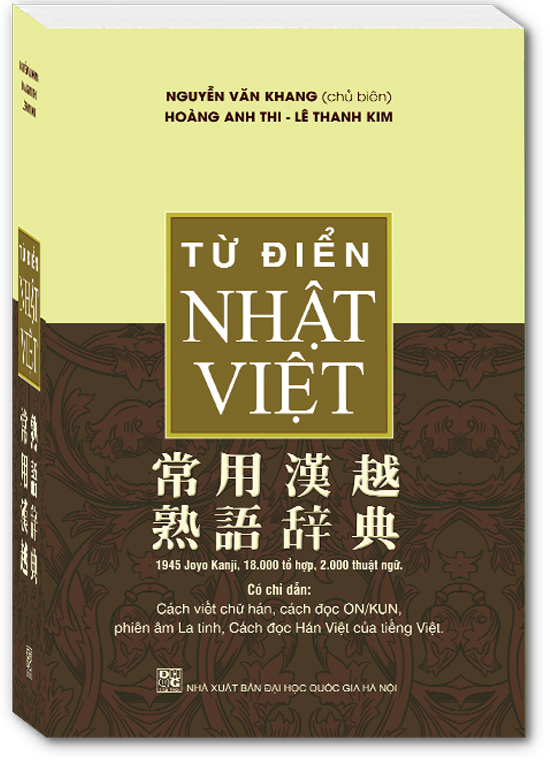 NGUYỄN VĂN KHANG (chủ biên)
HOÀNG ANH THI - LÊ THANH KIM
TỪ ĐIỂN
NHẬT
VIỆT
常用漢越
熟語辞典
1945 Joyo Kanji, 18.000 tổ hợp, 2.000 thuật ngữ.
Có chỉ dẫn:
Cách viết chữ hán, cách đọc ON/KUN,
phiên âm La tinh, Cách đọc Hán Việt của tiếng Việt.
NHÀ XUẤT BẢN ĐẠI HỌC QUỐC GIA HÀ NỘI
TỪ ĐIỂN
NHẬT
VIỆT
常用漢越
熟語辞典